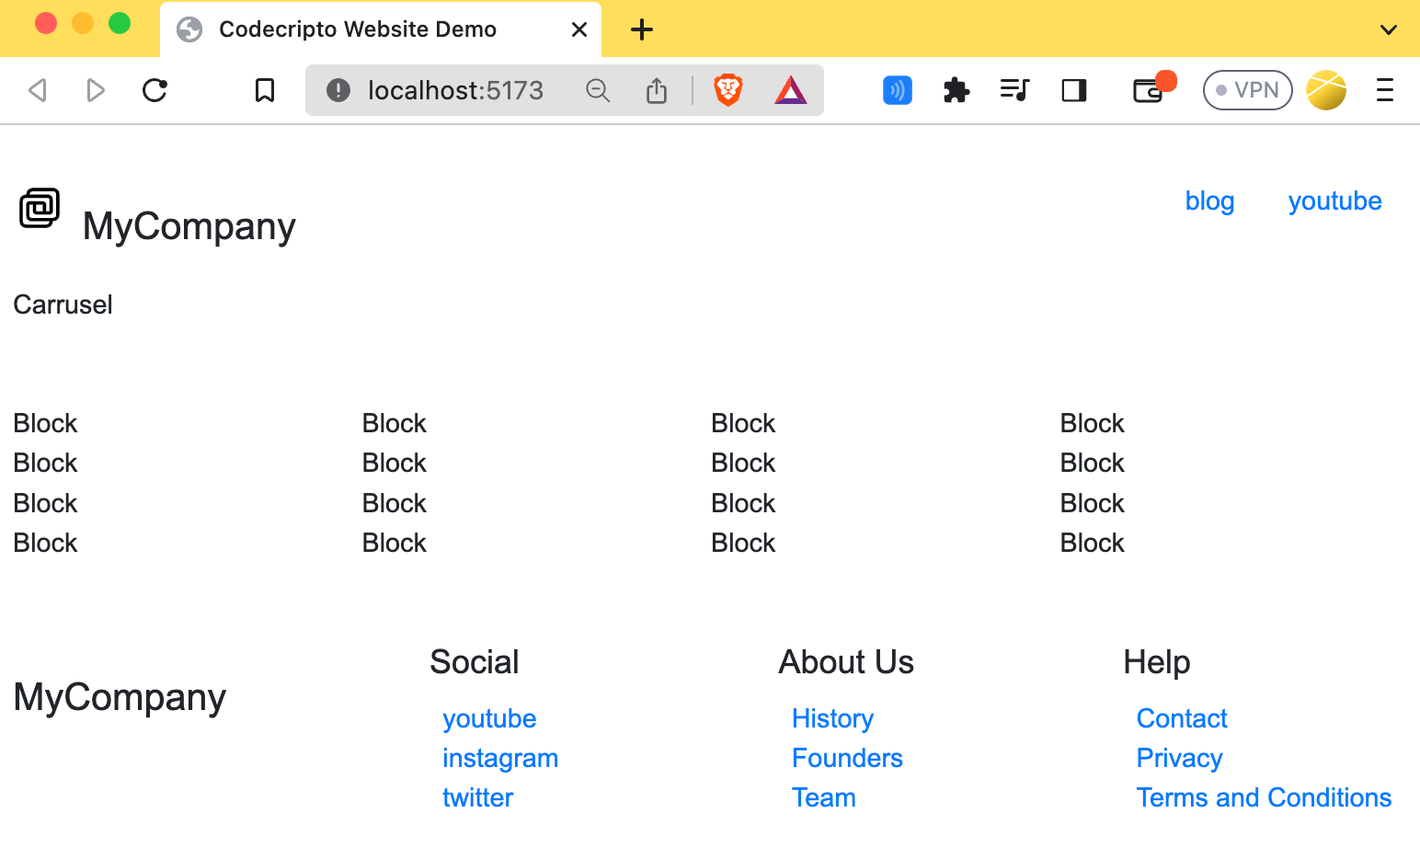 Codecripto Website Demo
localhost:5173
VPN
MyCompany
blog youtube
Carrusel
Block Block Block Block
Block Block Block Block
Block Block Block Block
Block Block Block Block
MyCompany
Social
youtube
instagram
twitter
About Us
History
Founders
Team
Help
Contact
Privacy
Terms and Conditions